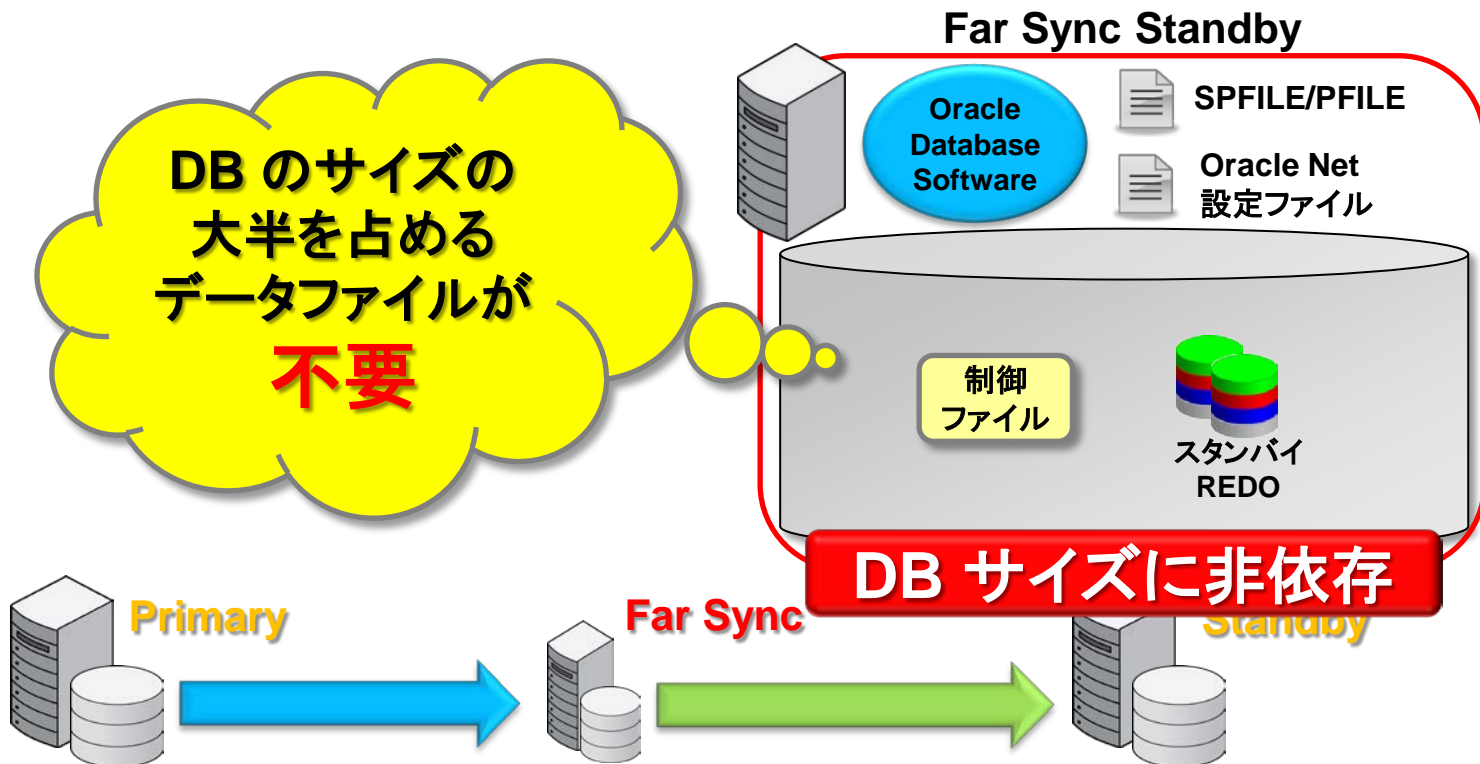 Far Sync Standby
Oracle
Database
Software
SPFILE/PFILE
Oracle Net
設定ファイル
DB のサイズの
大半を占める
データファイルが
不要
制御
ファイル
スタンバイ
REDO
DB サイズに非依存
Primary
Far Sync
Standby